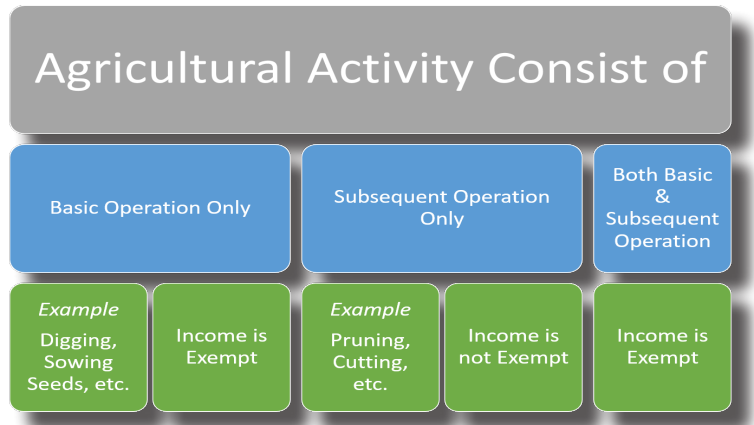 Agricultural Activity Consist of
Basic Operation Only
Subsequent Operation
Only
Both Basic
&
Subsequent
Operation
Example
Digging,
Sowing
Seeds, etc.
Income is
Exempt
Example
Pruning,
Cutting,
etc.
Income is
not Exempt
Income is
Exempt